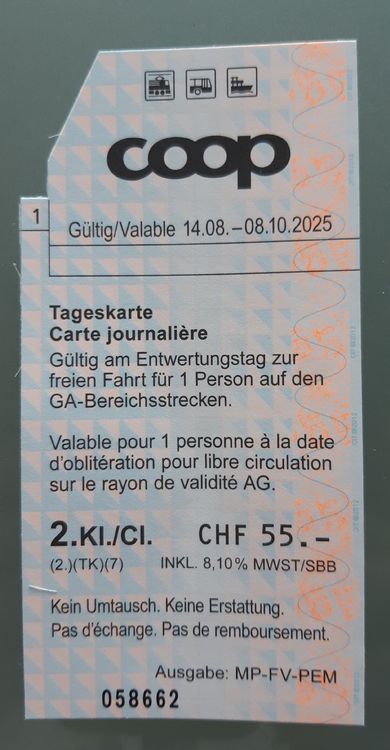 coop
1
Gültig/Valable 14.08.–08.10.2025
Tageskarte
Carte journalière
Gültig am Entwertungstag zur
freien Fahrt für 1 Person auf den
GA-Bereichsstrecken.
Valable pour 1 personne à la date
d'oblitération pour libre circulation
sur le rayon de validité AG.
2.Kl./Cl. CHF 55.–
(2.)(TK)(7) INKL. 8,10% MWST/SBB
Kein Umtausch. Keine Erstattung.
Pas d'échange. Pas de remboursement.
Ausgabe: MP-FV-PEM
058662